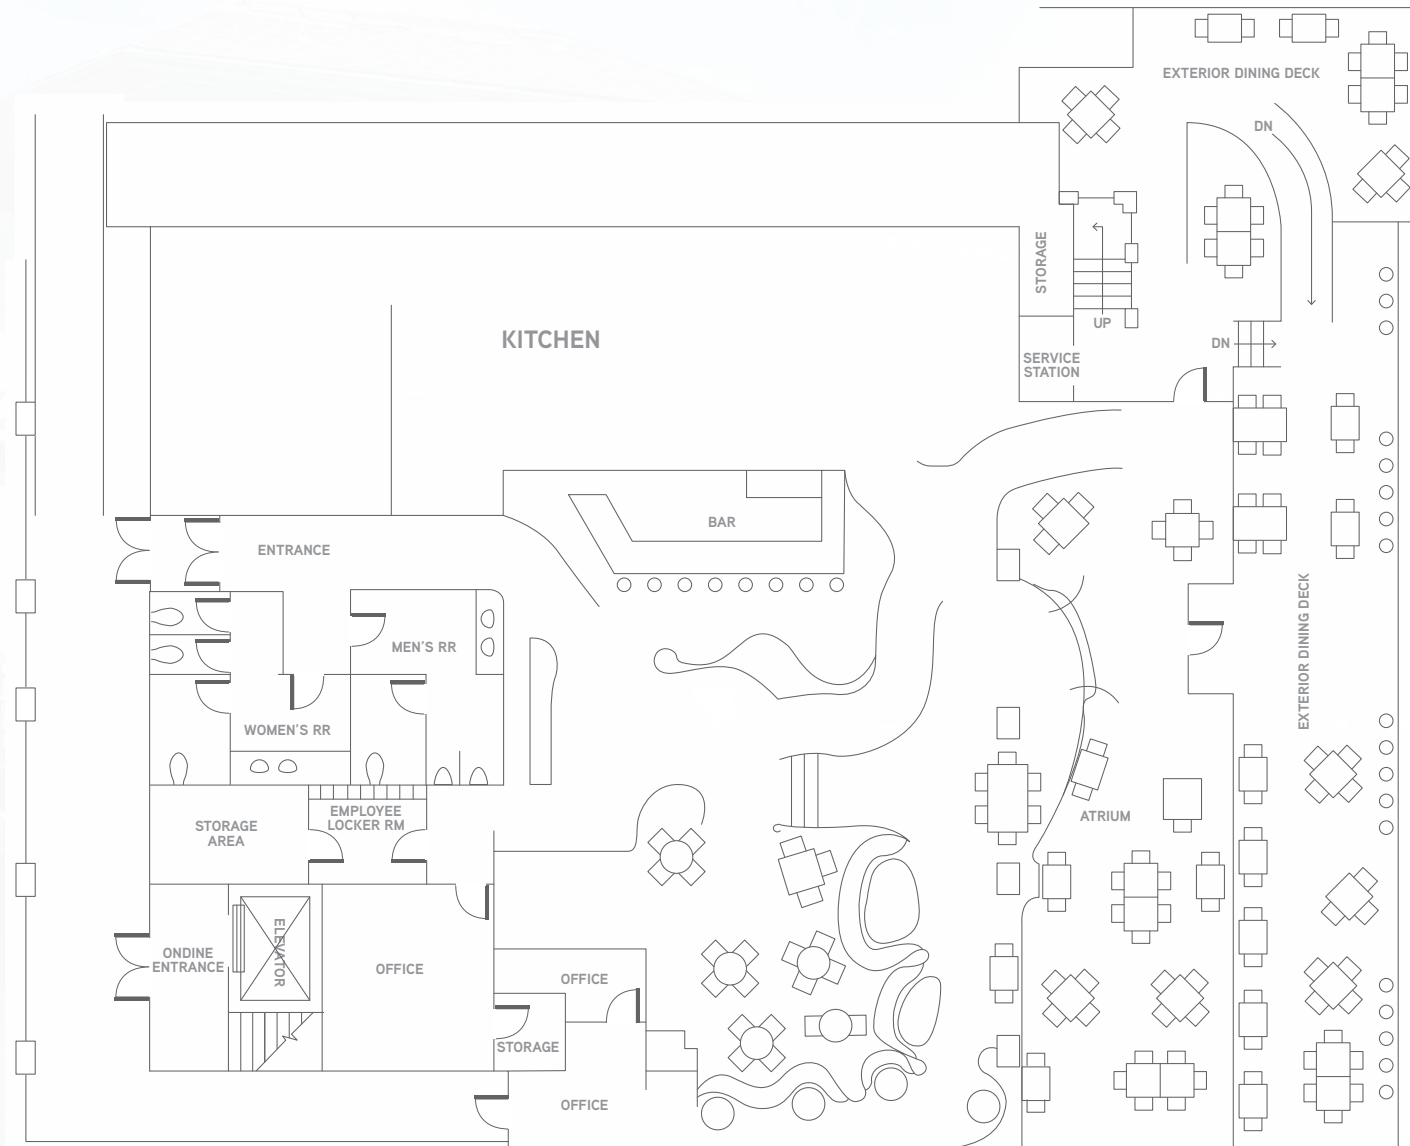 EXTERIOR DINING DECK
DN
STORAGE
UP
KITCHEN
DN
SERVICE
STATION
BAR
ENTRANCE
MEN'S RR
EXTERIOR DINING DECK
WOMEN'S RR
EMPLOYEE
LOCKER RM
STORAGE
AREA
ATRIUM
ELEVATOR
ONDINE
ENTRANCE
OFFICE
OFFICE
STORAGE
OFFICE